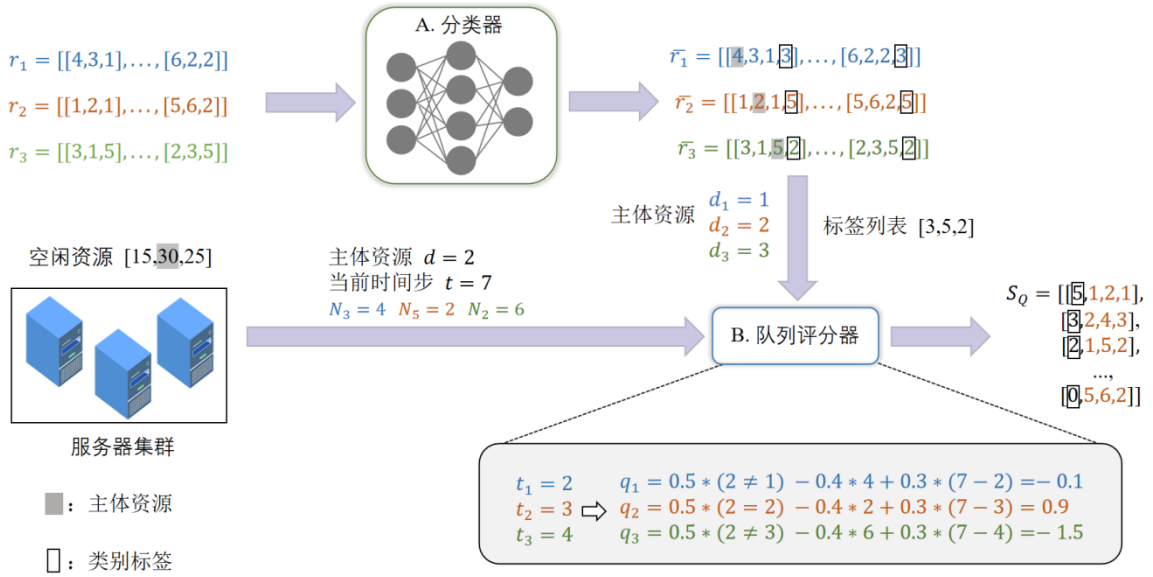 A. 分类器
r₁ = [[4,3,1],…, [6,2,2]]
r₂ = [[1,2,1],…, [5,6,2]]
r₃ = [[3,1,5],…, [2,3,5]]
r̄₁ = [[4,3,1,3],…, [6,2,2,3]]
r̄₂ = [[1,2,1,5],…, [5,6,2,5]]
r̄₃ = [[3,1,5,2],…, [2,3,5,2]]
主体资源
d₁ = 1
d₂ = 2
d₃ = 3
标签列表 [3,5,2]
空闲资源 [15,30,25]
主体资源 d = 2
当前时间步 t = 7
N₃ = 4 N₅ = 2 N₂ = 6
B. 队列评分器
S_Q = [[5,1,2,1],
[3,2,4,3],
[2,1,5,2],
...,
[0,5,6,2]]
服务器集群
■：主体资源
▯：类别标签
t₁ = 2
t₂ = 3
t₃ = 4
⇨
q₁ = 0.5 * (2 ≠ 1) − 0.4 * 4 + 0.3 * (7 − 2) =− 0.1
q₂ = 0.5 * (2 = 2) − 0.4 * 2 + 0.3 * (7 − 3) = 0.9
q₃ = 0.5 * (2 ≠ 3) − 0.4 * 6 + 0.3 * (7 − 4) =− 1.5